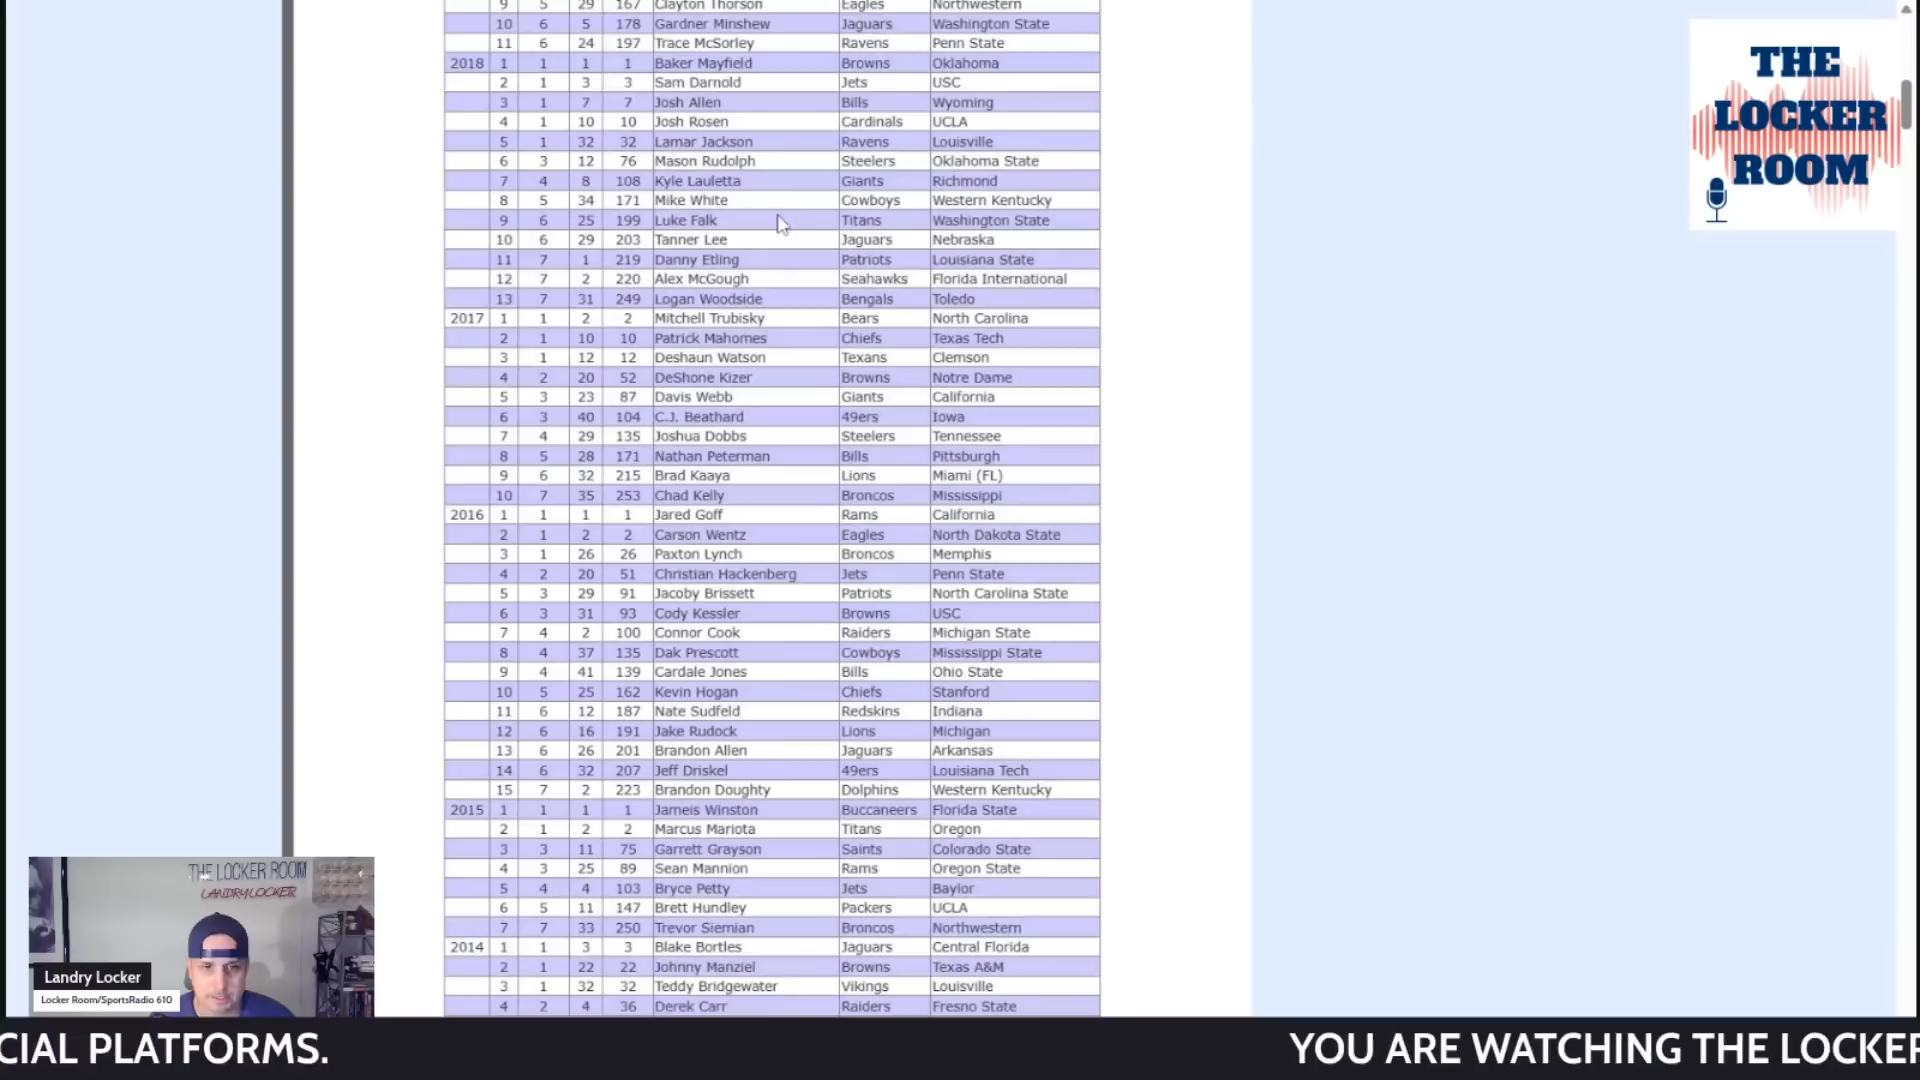 9 5 29 167 Clayton Thorson Eagles Northwestern
10 6 5 178 Gardner Minshew Jaguars Washington State
11 6 24 197 Trace McSorley Ravens Penn State
2018 1 1 1 1 Baker Mayfield Browns Oklahoma
2 1 3 3 Sam Darnold Jets USC
3 1 7 7 Josh Allen Bills Wyoming
4 1 10 10 Josh Rosen Cardinals UCLA
5 1 32 32 Lamar Jackson Ravens Louisville
6 3 12 76 Mason Rudolph Steelers Oklahoma State
7 4 8 108 Kyle Lauletta Giants Richmond
8 5 34 171 Mike White Cowboys Western Kentucky
9 6 25 199 Luke Falk Titans Washington State
10 6 29 203 Tanner Lee Jaguars Nebraska
11 7 1 219 Danny Etling Patriots Louisiana State
12 7 2 220 Alex McGough Seahawks Florida International
13 7 31 249 Logan Woodside Bengals Toledo
2017 1 1 2 2 Mitchell Trubisky Bears North Carolina
2 1 10 10 Patrick Mahomes Chiefs Texas Tech
3 1 12 12 Deshaun Watson Texans Clemson
4 2 20 52 DeShone Kizer Browns Notre Dame
5 3 23 87 Davis Webb Giants California
6 3 40 104 C.J. Beathard 49ers Iowa
7 4 29 135 Joshua Dobbs Steelers Tennessee
8 5 28 171 Nathan Peterman Bills Pittsburgh
9 6 32 215 Brad Kaaya Lions Miami (FL)
10 7 35 253 Chad Kelly Broncos Mississippi
2016 1 1 1 1 Jared Goff Rams California
2 1 2 2 Carson Wentz Eagles North Dakota State
3 1 26 26 Paxton Lynch Broncos Memphis
4 2 20 51 Christian Hackenberg Jets Penn State
5 3 29 91 Jacoby Brissett Patriots North Carolina State
6 3 31 93 Cody Kessler Browns USC
7 4 2 100 Connor Cook Raiders Michigan State
8 4 37 135 Dak Prescott Cowboys Mississippi State
9 4 41 139 Cardale Jones Bills Ohio State
10 5 25 162 Kevin Hogan Chiefs Stanford
11 6 12 187 Nate Sudfeld Redskins Indiana
12 6 16 191 Jake Rudock Lions Michigan
13 6 26 201 Brandon Allen Jaguars Arkansas
14 6 32 207 Jeff Driskel 49ers Louisiana Tech
15 7 2 223 Brandon Doughty Dolphins Western Kentucky
2015 1 1 1 1 Jameis Winston Buccaneers Florida State
2 1 2 2 Marcus Mariota Titans Oregon
3 3 11 75 Garrett Grayson Saints Colorado State
4 3 25 89 Sean Mannion Rams Oregon State
5 4 4 103 Bryce Petty Jets Baylor
6 5 11 147 Brett Hundley Packers UCLA
7 7 33 250 Trevor Siemian Broncos Northwestern
2014 1 1 3 3 Blake Bortles Jaguars Central Florida
2 1 22 22 Johnny Manziel Browns Texas A&M
3 1 32 32 Teddy Bridgewater Vikings Louisville
4 2 4 36 Derek Carr Raiders Fresno State
THE
LOCKER
ROOM
THE LOCKER ROOM
LANDRYLOCKER
Landry Locker
Locker Room/SportsRadio 610
CIAL PLATFORMS. YOU ARE WATCHING THE LOCKER